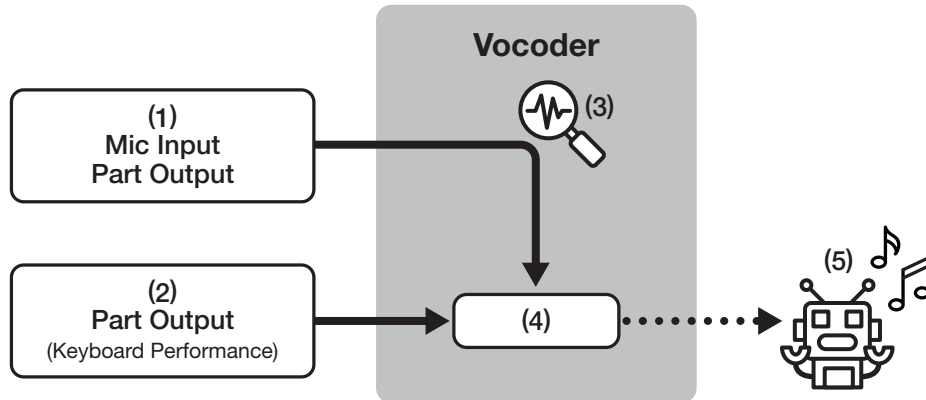 Vocoder
(1)
Mic Input
Part Output
(3)
(2)
Part Output
(Keyboard Performance)
(4)
(5)